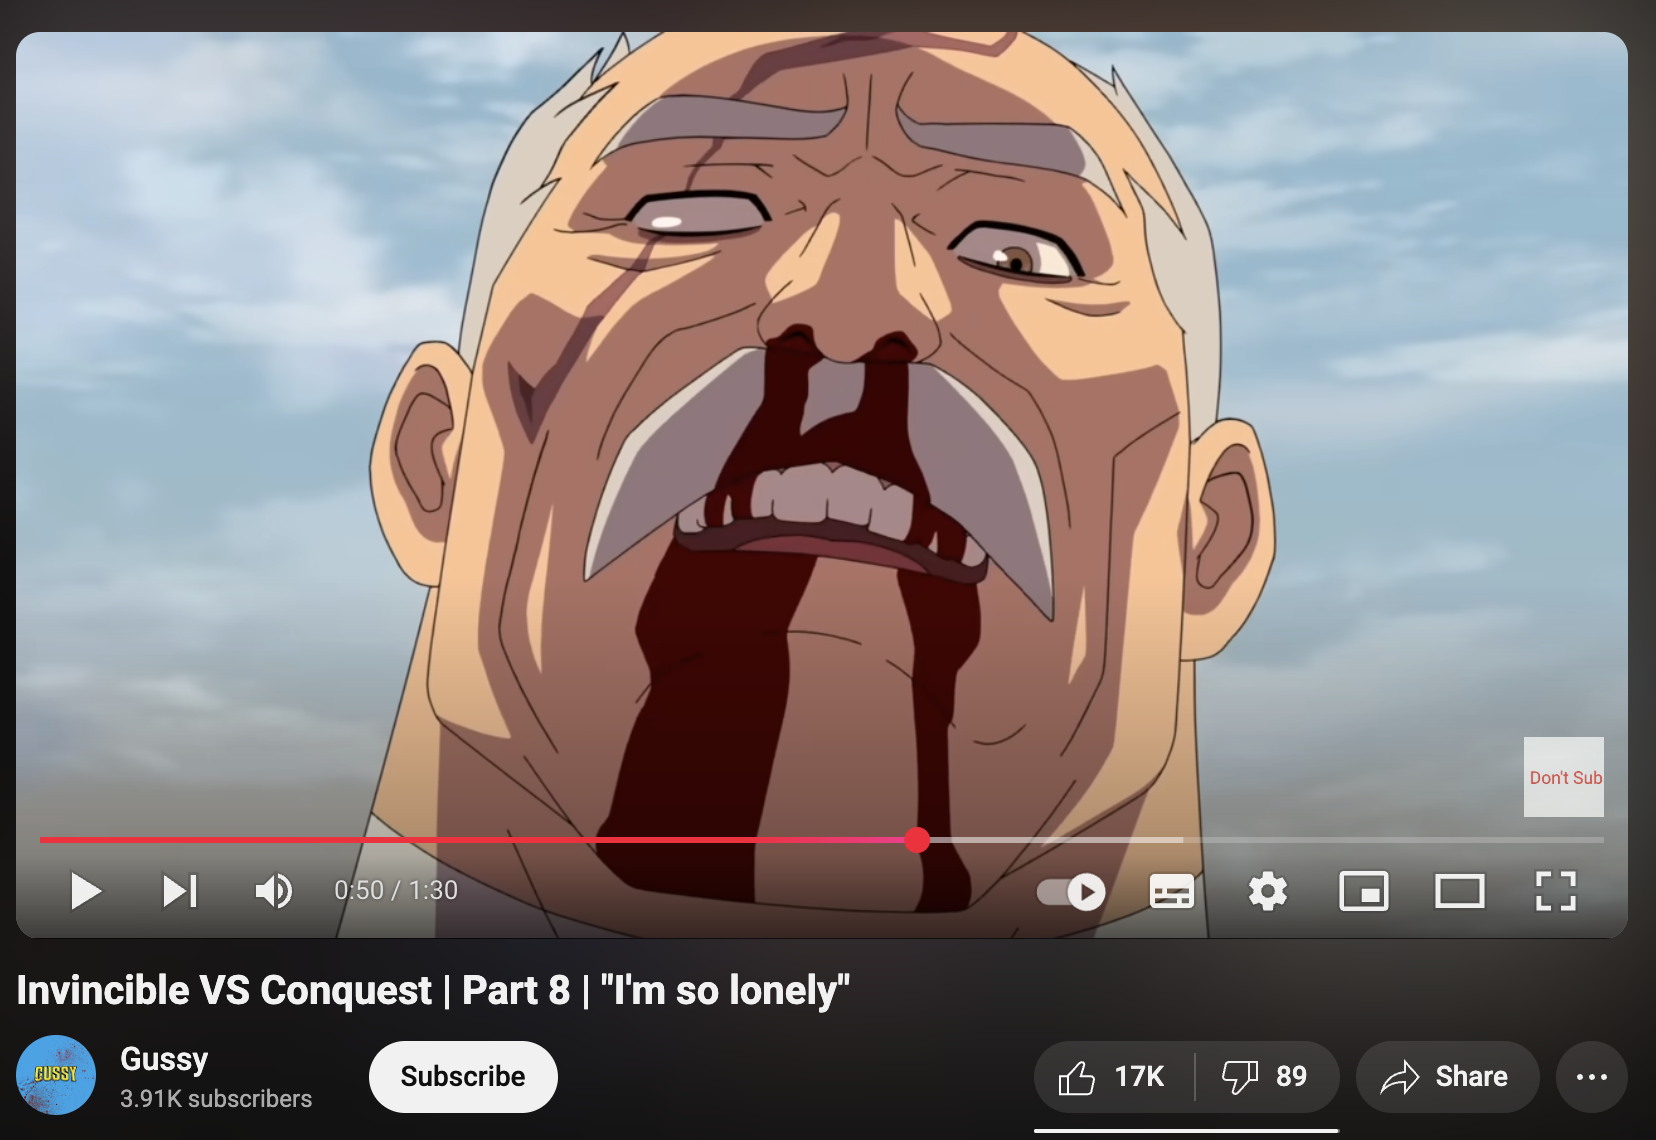 Don't Sub
0:50 / 1:30
Invincible VS Conquest | Part 8 | "I'm so lonely"
GUSSY
Gussy
3.91K subscribers
Subscribe
17K
89
Share